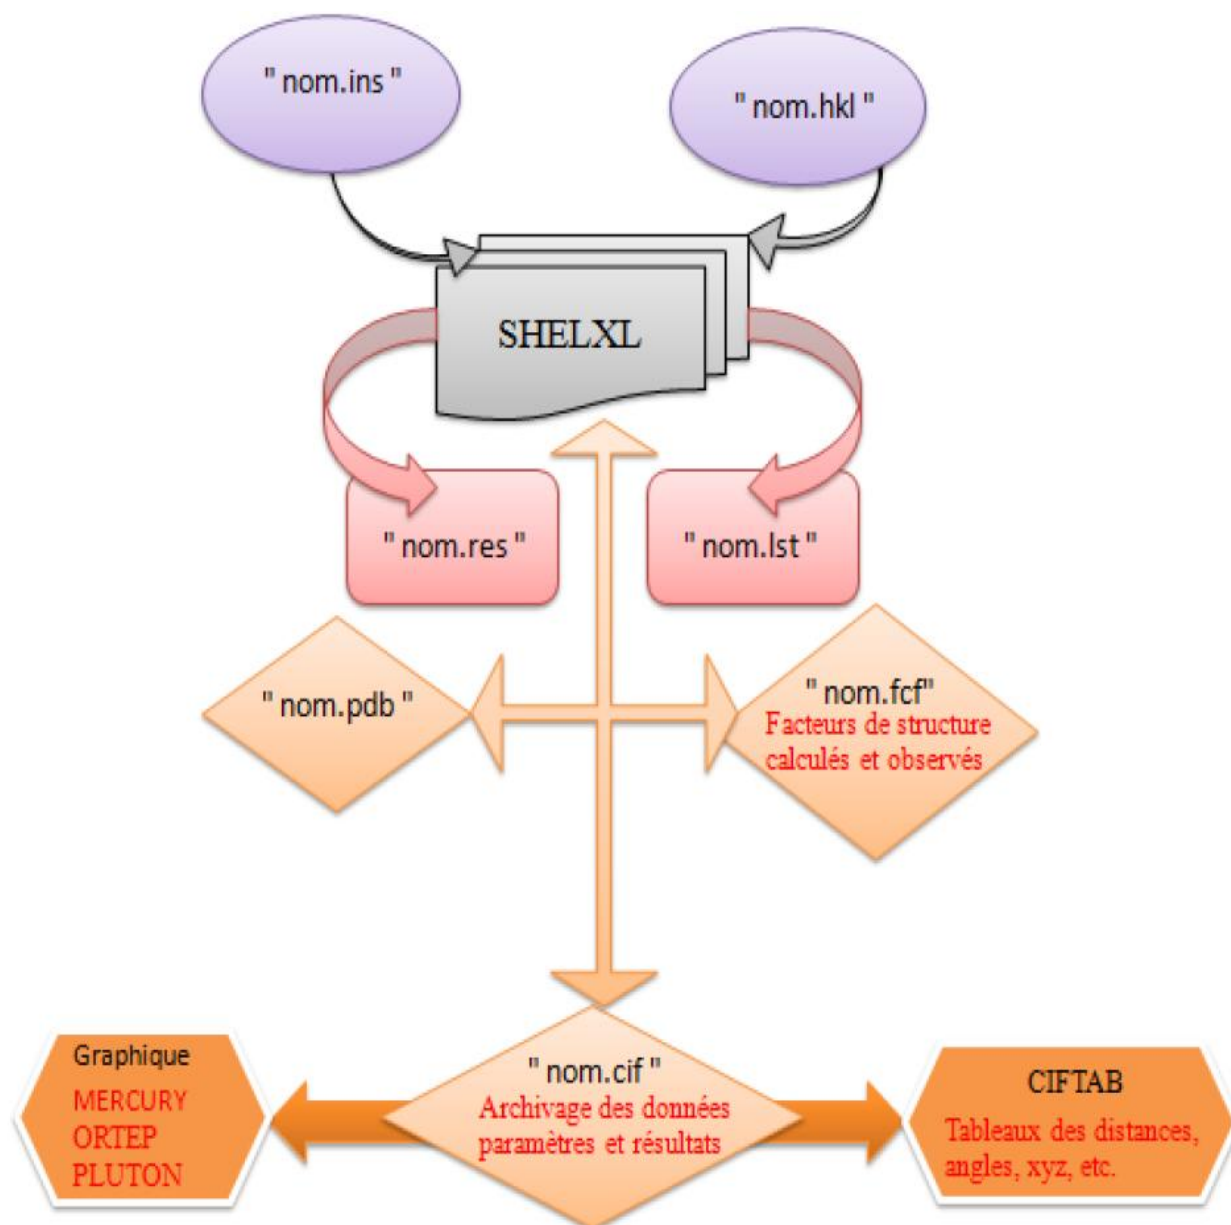 " nom.ins "
" nom.hkl "
SHELXL
" nom.res "
" nom.lst "
" nom.pdb "
" nom.fcf"
Facteurs de structure
calculés et observés
" nom.cif "
Archivage des données
paramètres et résultats
Graphique
MERCURY
ORTEP
PLUTON
CIFTAB
Tableaux des distances,
angles, xyz, etc.